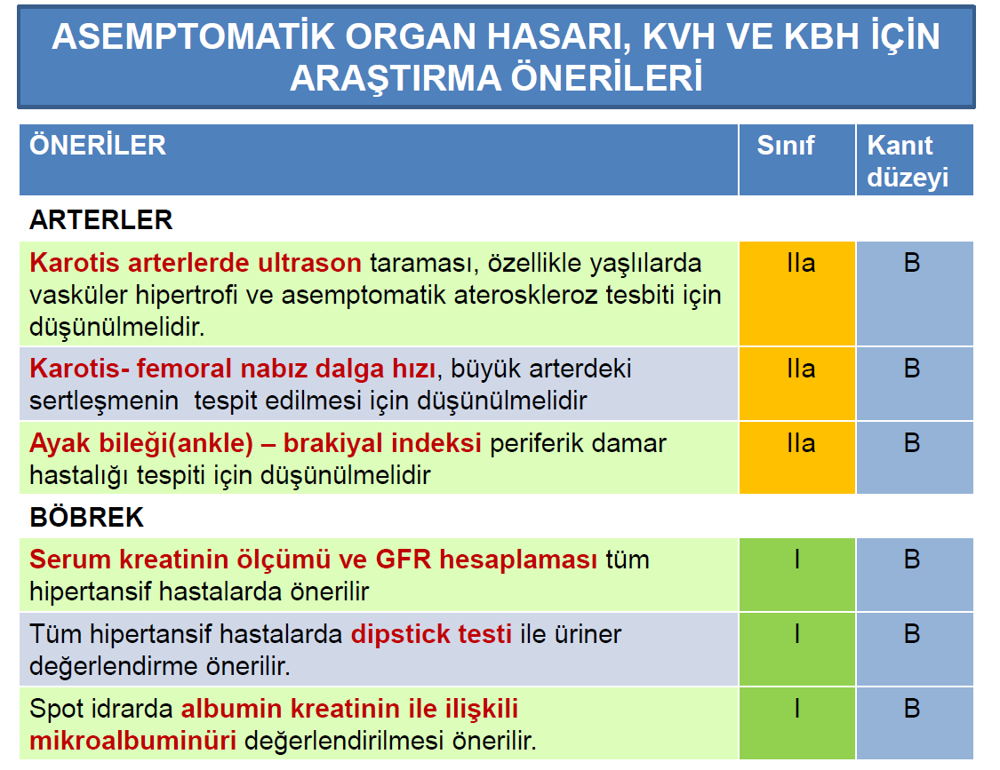 ASEMPTOMATİK ORGAN HASARI, KVH VE KBH İÇİN
ARAŞTIRMA ÖNERİLERİ
ÖNERİLER Sınıf Kanıt
düzeyi
ARTERLER
Karotis arterlerde ultrason taraması, özellikle yaşlılarda IIa B
vasküler hipertrofi ve asemptomatik ateroskleroz tesbiti için
düşünülmelidir.
Karotis- femoral nabız dalga hızı, büyük arterdeki IIa B
sertleşmenin tespit edilmesi için düşünülmelidir
Ayak bileği(ankle) – brakiyal indeksi periferik damar IIa B
hastalığı tespiti için düşünülmelidir
BÖBREK
Serum kreatinin ölçümü ve GFR hesaplaması tüm I B
hipertansif hastalarda önerilir
Tüm hipertansif hastalarda dipstick testi ile üriner I B
değerlendirme önerilir.
Spot idrarda albumin kreatinin ile ilişkili I B
mikroalbuminüri değerlendirilmesi önerilir.